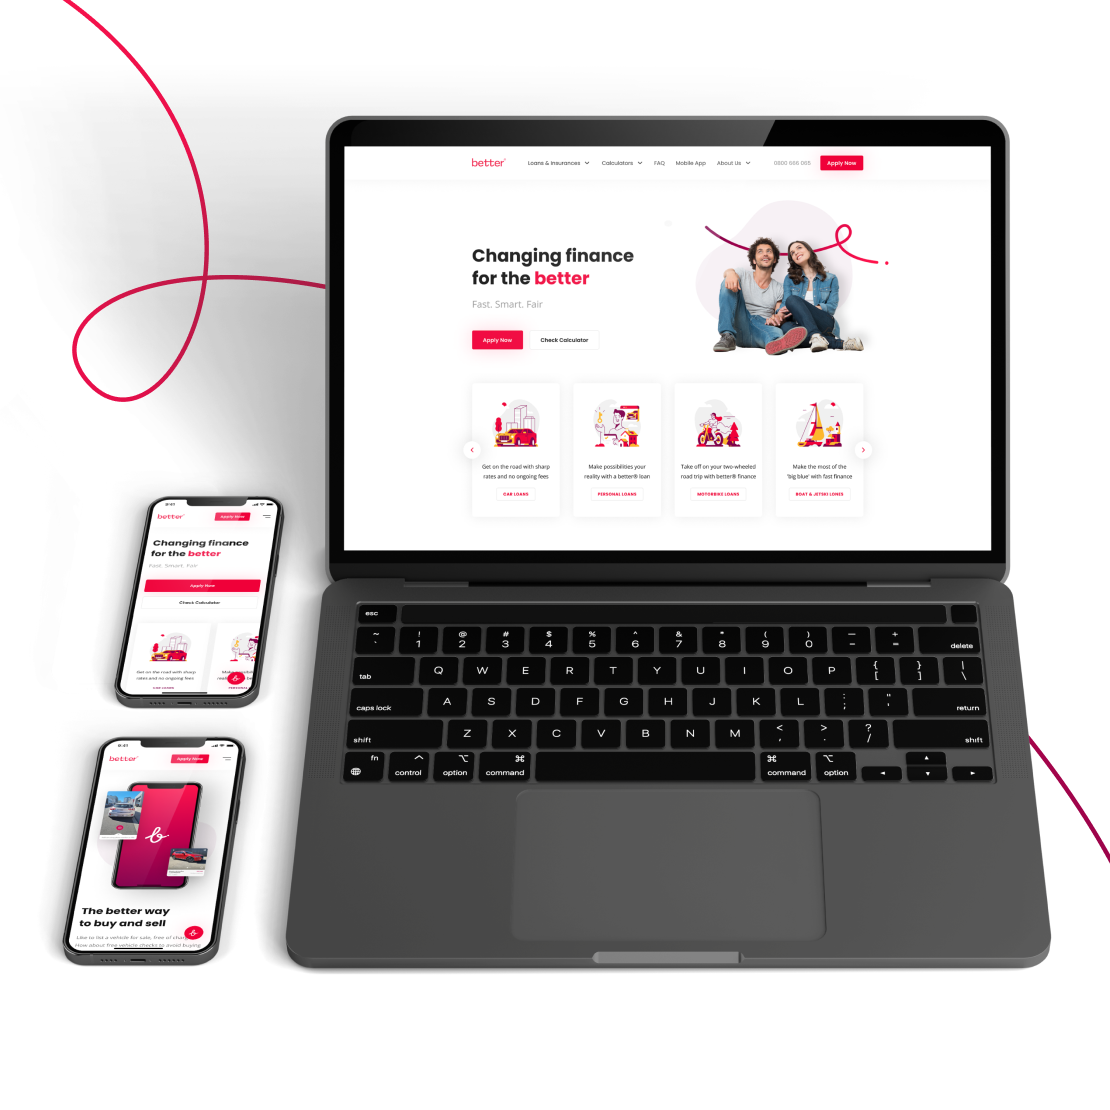 better®
Loans & Insurances
Calculators
FAQ
Mobile App
About Us
0800 666 005
Apply Now
Changing finance
for the better
Fast. Smart. Fair
Apply Now
Check Calculator
Get on the road with sharp
rates and no ongoing fees
CAR LOANS
Make possibilities your
reality with a better® loan
PERSONAL LOANS
Take off on your two-wheeled
road trip with better® finance
MOTORBIKE LOANS
Make the most of the
'big blue' with fast finance
BOAT & JETSKI LONES
9:41
better®
Apply Now
Changing finance
for the better
Fast. Smart. Fair
Apply Now
Check Calculator
Get on the road with sharp
rates and no ongoing fees
CAR LOANS
PERSONAL
9:41
better®
Apply Now
b
The better way
to buy and sell
Like to list a vehicle for sale, free of
How about free vehicle checks to avoid buying
esc
~ ! @ # $ % ^ & * ( ) — +
` 1 2 3 4 5 6 7 8 9 0 - = delete
tab Q W E R T Y U I O P { [ } ] | \
caps lock A S D F G H J K L : ; " ' return
shift Z X C V B N M < , > . ? / shift
fn control option command command option